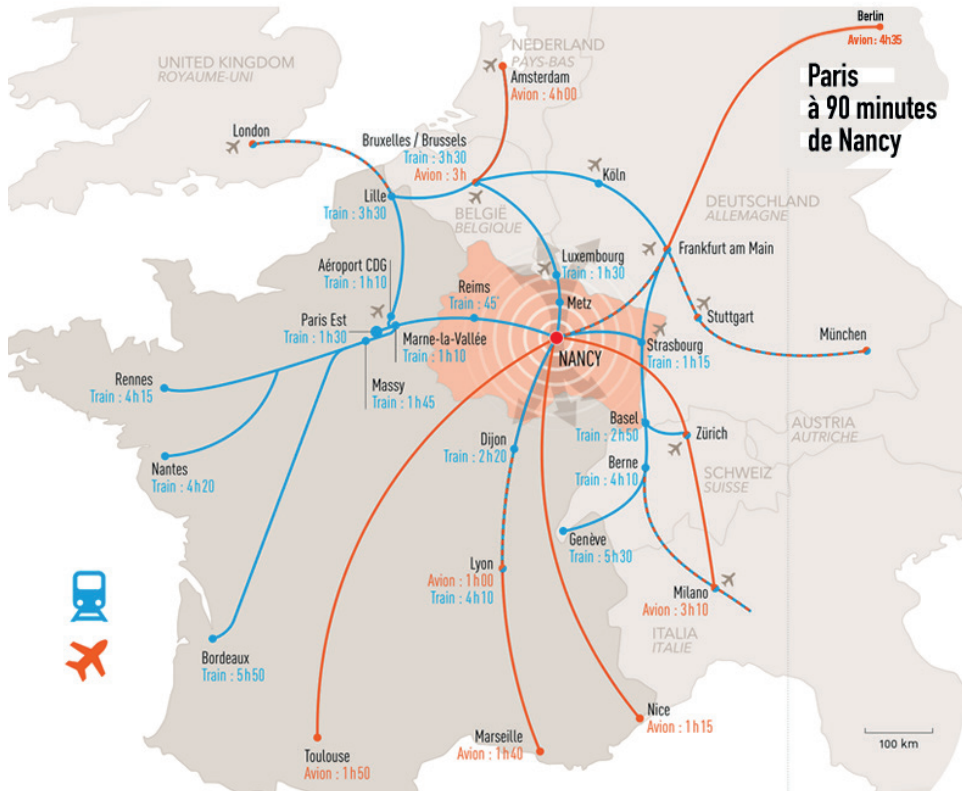 Berlin
Avion : 4h35
Paris
à 90 minutes
de Nancy
NEDERLAND
PAYS-BAS
Amsterdam
Avion : 4h00
UNITED KINGDOM
ROYAUME-UNI
London
Bruxelles / Brussels
Train : 3h30
Avion : 3h
Köln
Lille
Train : 3h30
BELGIË
BELGIQUE
DEUTSCHLAND
ALLEMAGNE
Frankfurt am Main
Luxembourg
Train : 1h30
Aéroport CDG
Train : 1h10
Reims
Train : 45'
Metz
Paris Est
Train : 1h30
Marne-la-Vallée
Train : 1h10
Stuttgart
München
NANCY
Strasbourg
Train : 1h15
Rennes
Train : 4h15
Massy
Train : 1h45
Basel
Train : 2h50
Zürich
AUSTRIA
AUTRICHE
Dijon
Train : 2h20
Nantes
Train : 4h20
Berne
Train : 4h10
SCHWEIZ
SUISSE
Genève
Train : 5h30
Lyon
Avion : 1h00
Train : 4h10
Milano
Avion : 3h10
ITALIA
ITALIE
Bordeaux
Train : 5h50
Nice
Avion : 1h15
Marseille
Avion : 1h40
Toulouse
Avion : 1h50
100 km